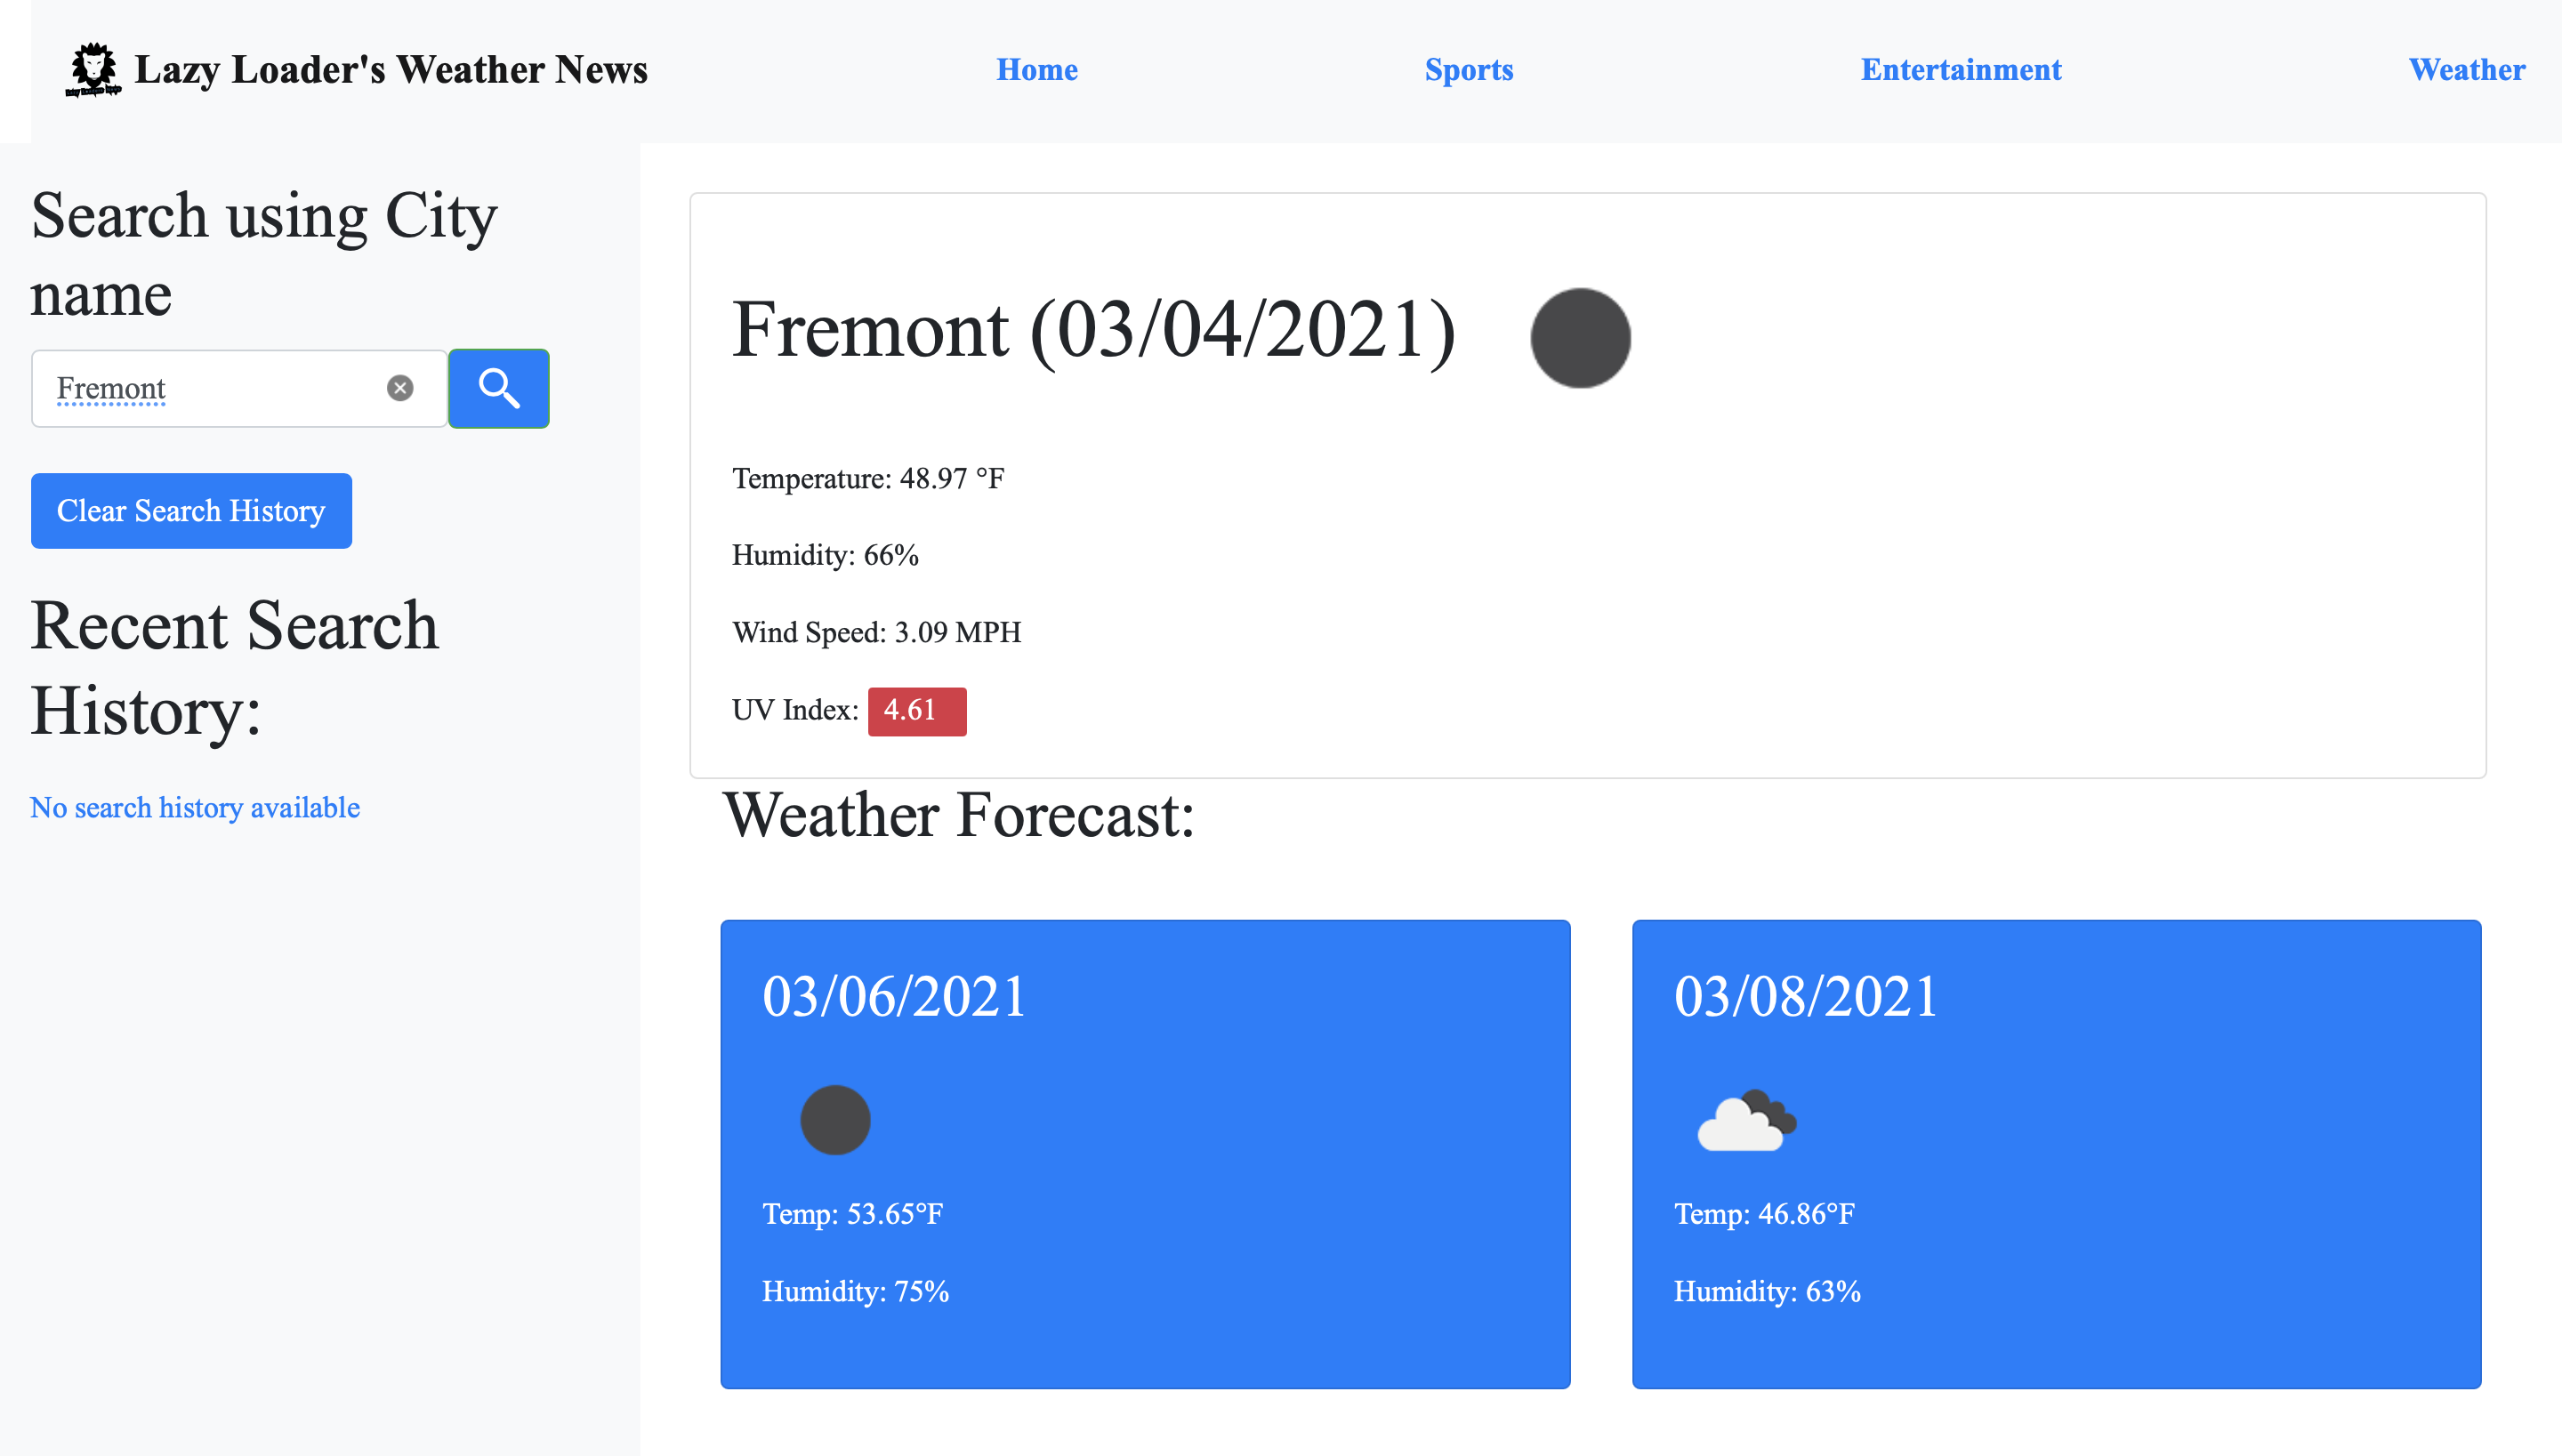 Lazy Loader's Weather News
Home
Sports
Entertainment
Weather
Search using City
name
Fremont
Clear Search History
Recent Search
History:
No search history available
Fremont (03/04/2021)
Temperature: 48.97 °F
Humidity: 66%
Wind Speed: 3.09 MPH
UV Index: 4.61
Weather Forecast:
03/06/2021
Temp: 53.65°F
Humidity: 75%
03/08/2021
Temp: 46.86°F
Humidity: 63%